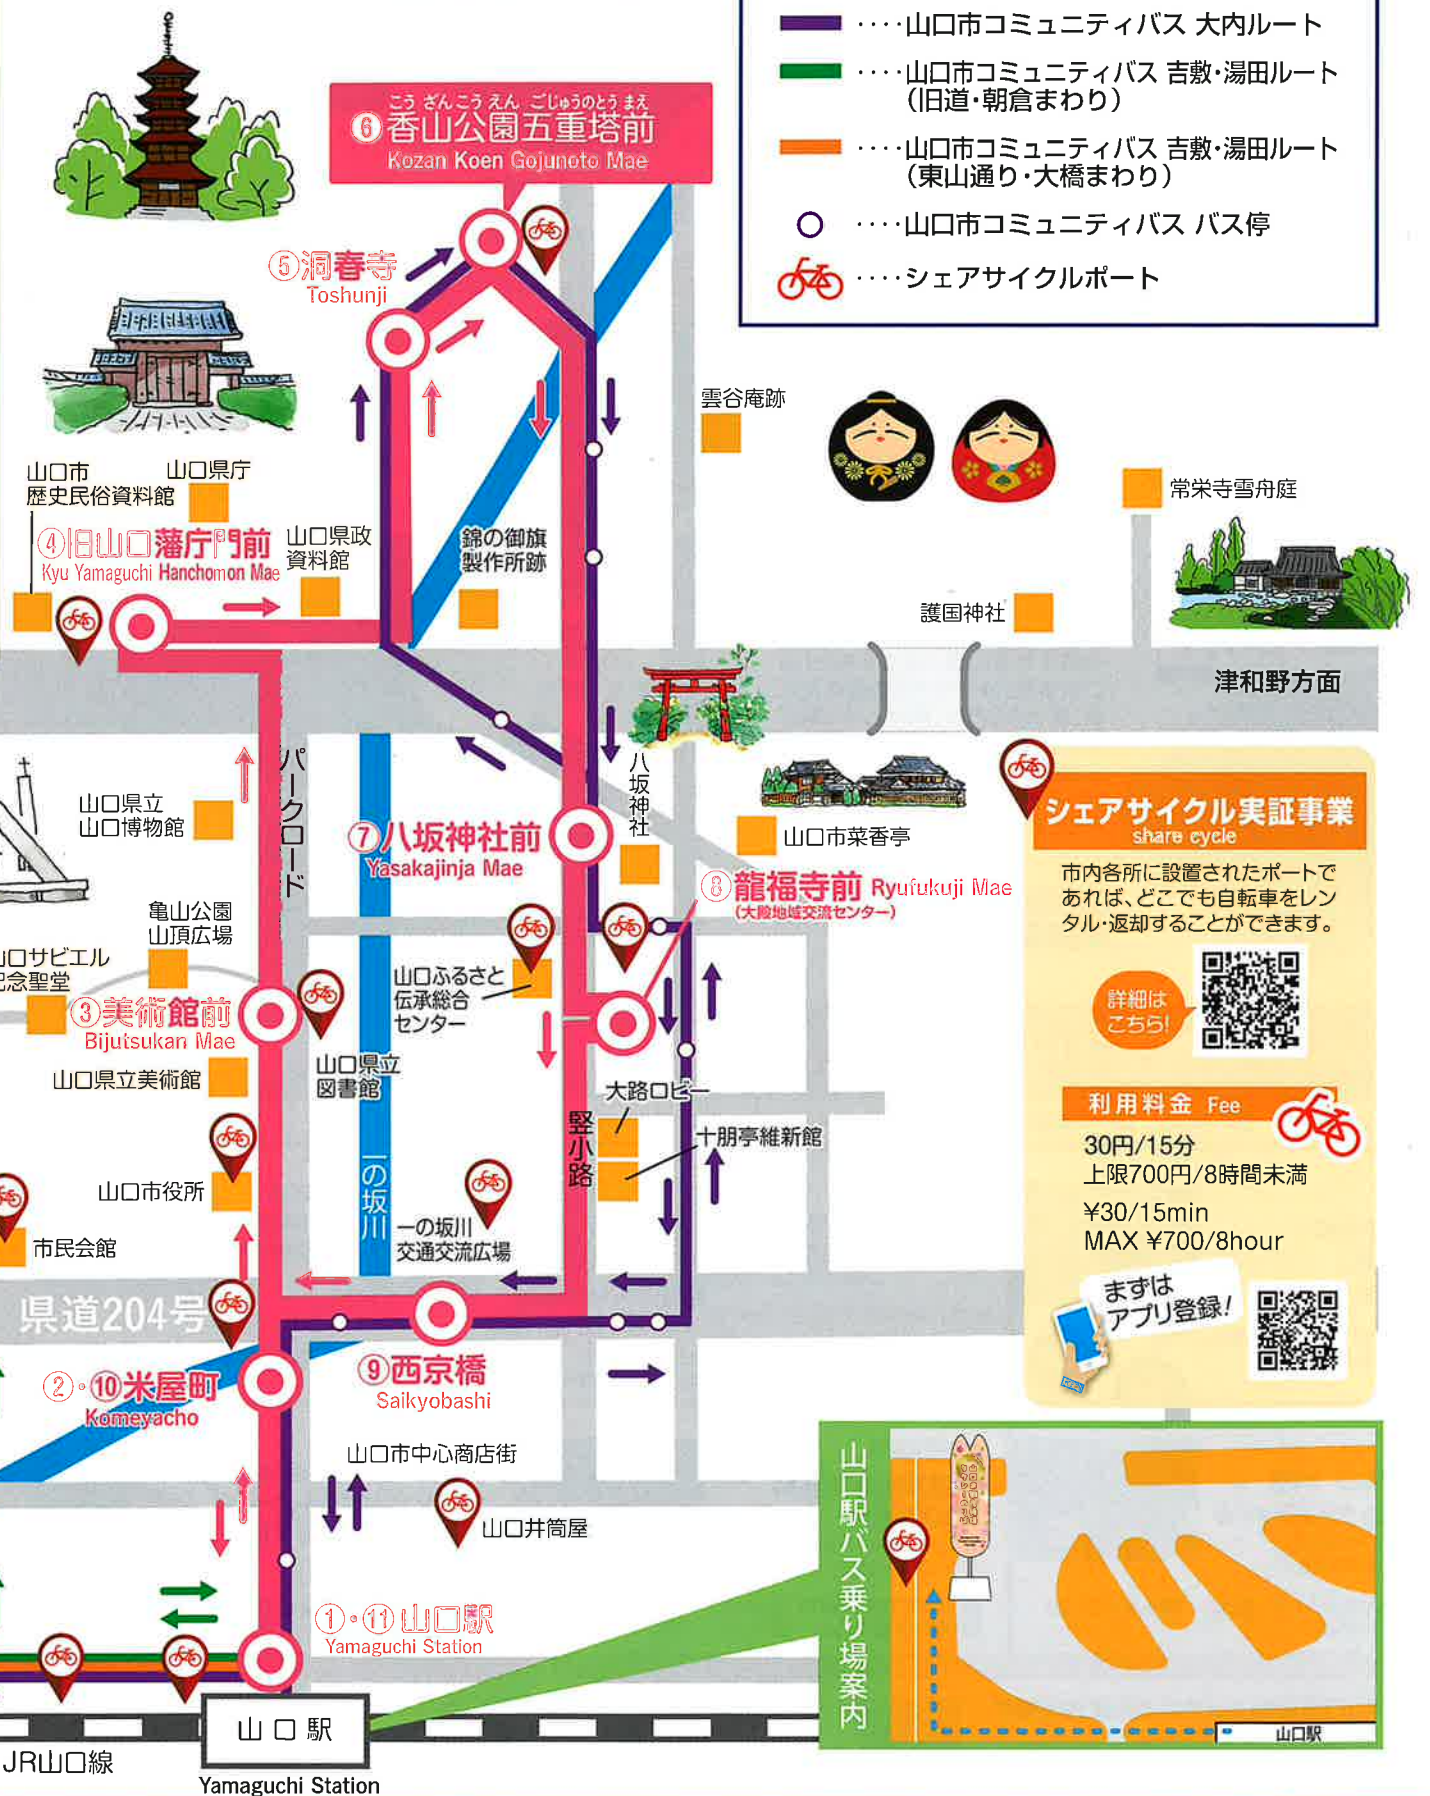 ････山口市コミュニティバス 大内ルート
････山口市コミュニティバス 吉敷･湯田ルート
（旧道･朝倉まわり）
････山口市コミュニティバス 吉敷･湯田ルート
（東山通り･大橋まわり）
････山口市コミュニティバス バス停
････シェアサイクルポート
こうざんこうえん ごじゅうのとうまえ
⑥香山公園五重塔前
Kozan Koen Gojunoto Mae
⑤洞春寺
Toshunji
雲谷庵跡
常栄寺雪舟庭
山口市
歴史民俗資料館
山口県庁
④旧山口藩庁門前
Kyu Yamaguchi Hanchomon Mae
山口県政
資料館
錦の御旗
製作所跡
護国神社
津和野方面
パークロード
山口県立
山口博物館
八坂神社
⑦八坂神社前
Yasakajinja Mae
山口市菜香亭
⑧龍福寺前 Ryufukuji Mae
（大殿地域交流センター）
亀山公園
山頂広場
山口サビエル
記念聖堂
③美術館前
Bijutsukan Mae
山口県立美術館
山口ふるさと
伝承総合
センター
山口県立
図書館
大路ロビー
竪小路
十朋亭維新館
一の坂川
一の坂川
交通交流広場
山口市役所
市民会館
県道204号
②･⑩米屋町
Komeyacho
⑨西京橋
Saikyobashi
山口市中心商店街
山口井筒屋
①･⑪山口駅
Yamaguchi Station
山口駅
Yamaguchi Station
JR山口線
シェアサイクル実証事業
share cycle
市内各所に設置されたポートで
あれば､どこでも自転車をレン
タル･返却することができます。
詳細は
こちら!
利用料金 Fee
30円/15分
上限700円/8時間未満
¥30/15min
MAX ¥700/8hour
まずは
アプリ登録!
山口駅バス乗り場案内
山口駅